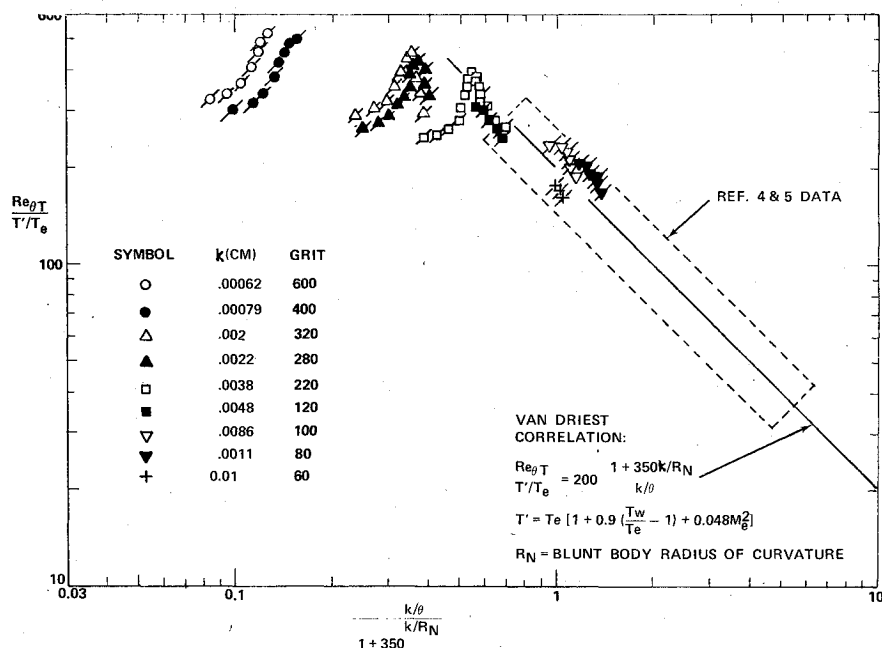 600
Re_θT
T'/T_e
100
10
SYMBOL k(CM) GRIT
.00062 600
.00079 400
.002 320
.0022 280
.0038 220
.0048 120
.0086 100
.0011 80
0.01 60
REF. 4 & 5 DATA
VAN DRIEST
CORRELATION:
Re_θT / T'/T_e = 200 1 + 350k/R_N / k/θ
T' = Te [1 + 0.9 (Tw/Te − 1) + 0.048M_e^2]
R_N = BLUNT BODY RADIUS OF CURVATURE
0.03 0.1 1 10
k/θ
k/R_N
1 + 350